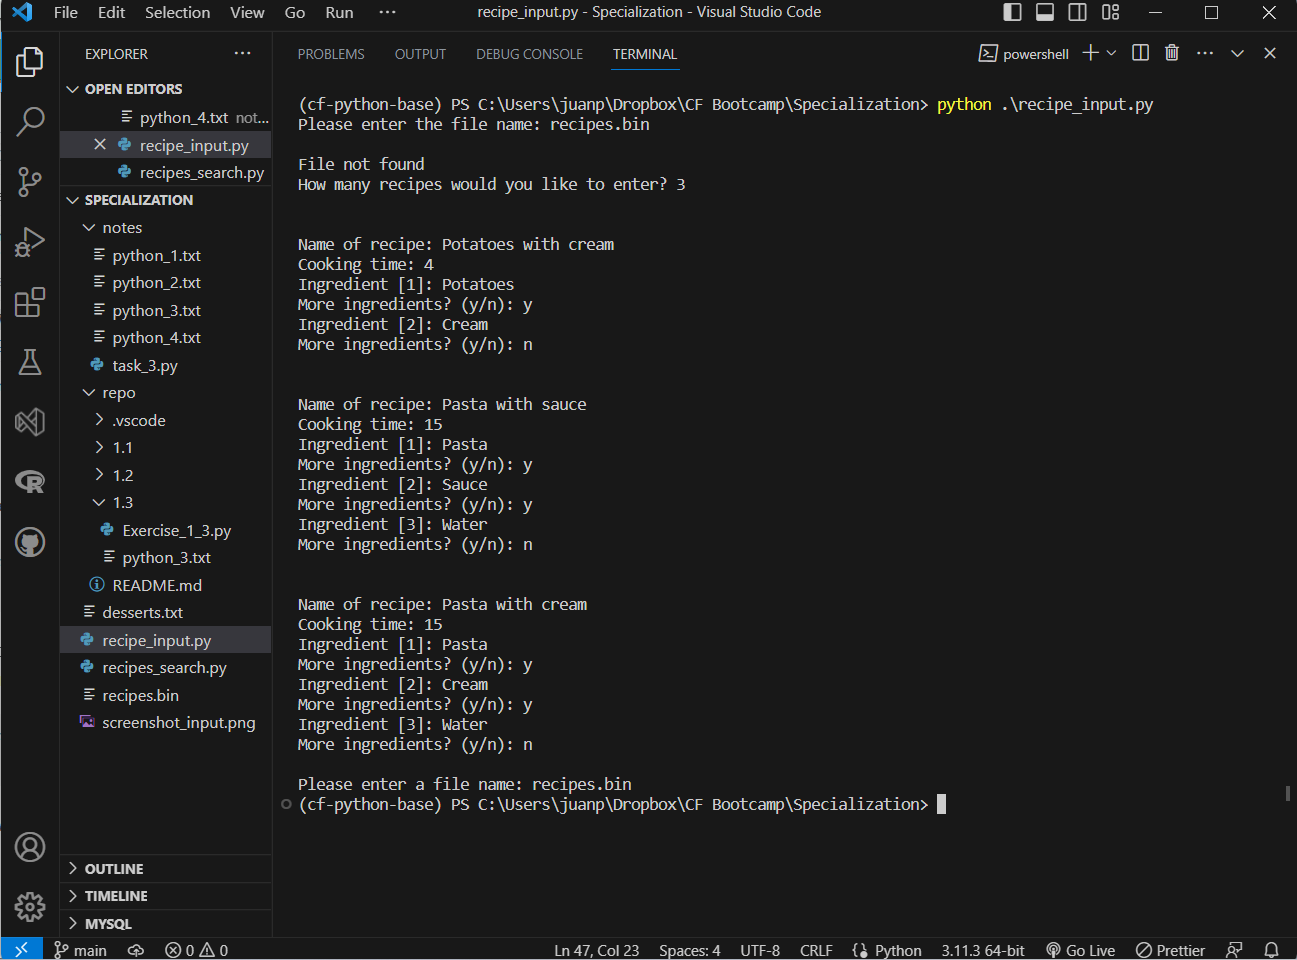 File Edit Selection View Go Run ··· recipe_input.py - Specialization - Visual Studio Code
EXPLORER ···
OPEN EDITORS
python_4.txt not...
recipe_input.py
recipes_search.py
SPECIALIZATION
notes
python_1.txt
python_2.txt
python_3.txt
python_4.txt
task_3.py
repo
.vscode
1.1
1.2
1.3
Exercise_1_3.py
python_3.txt
README.md
desserts.txt
recipe_input.py
recipes_search.py
recipes.bin
screenshot_input.png
OUTLINE
TIMELINE
MYSQL
PROBLEMS OUTPUT DEBUG CONSOLE TERMINAL powershell
(cf-python-base) PS C:\Users\juanp\Dropbox\CF Bootcamp\Specialization> python .\recipe_input.py
Please enter the file name: recipes.bin
File not found
How many recipes would you like to enter? 3
Name of recipe: Potatoes with cream
Cooking time: 4
Ingredient [1]: Potatoes
More ingredients? (y/n): y
Ingredient [2]: Cream
More ingredients? (y/n): n
Name of recipe: Pasta with sauce
Cooking time: 15
Ingredient [1]: Pasta
More ingredients? (y/n): y
Ingredient [2]: Sauce
More ingredients? (y/n): y
Ingredient [3]: Water
More ingredients? (y/n): n
Name of recipe: Pasta with cream
Cooking time: 15
Ingredient [1]: Pasta
More ingredients? (y/n): y
Ingredient [2]: Cream
More ingredients? (y/n): y
Ingredient [3]: Water
More ingredients? (y/n): n
Please enter a file name: recipes.bin
(cf-python-base) PS C:\Users\juanp\Dropbox\CF Bootcamp\Specialization>
main 0 0 Ln 47, Col 23 Spaces: 4 UTF-8 CRLF Python 3.11.3 64-bit Go Live Prettier